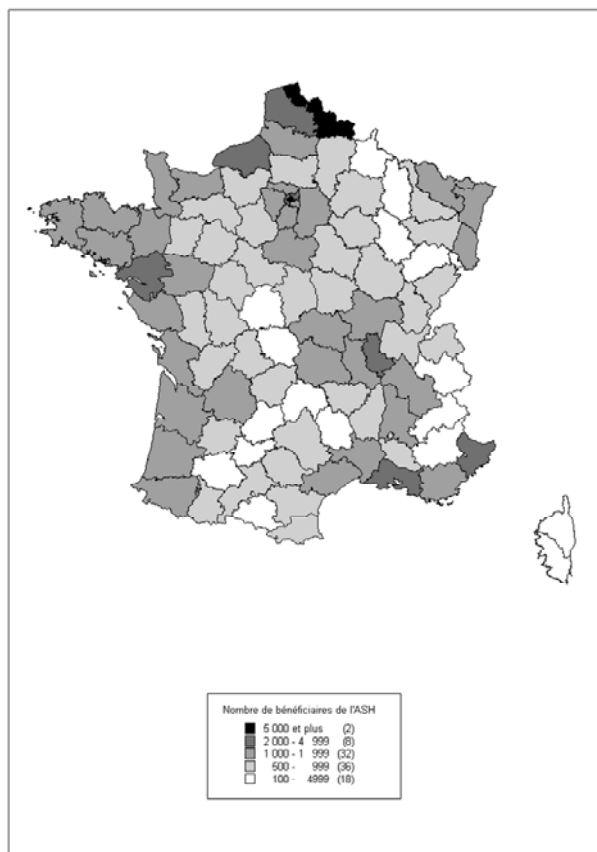 Nombre de bénéficiaires de l'ASH
5 000 et plus (2)
2 000 - 4 999 (8)
1 000 - 1 999 (32)
500 - 999 (36)
100 - 4999 (18)